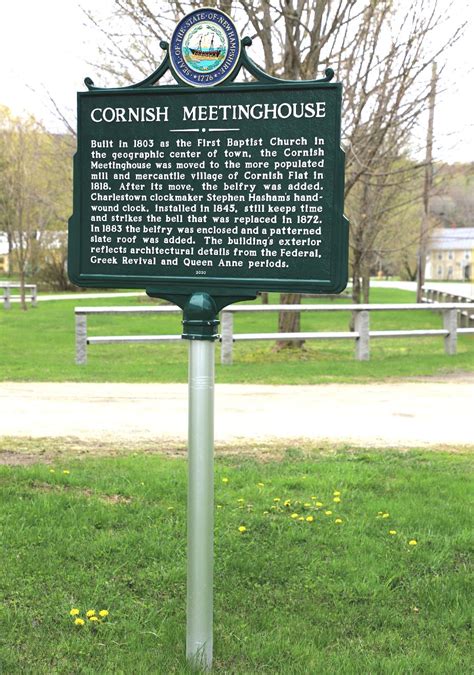 SEAL OF THE STATE OF NEW HAMPSHIRE
1776
CORNISH MEETINGHOUSE
Built in 1803 as the First Baptist Church in
the geographic center of town, the Cornish
Meetinghouse was moved to the more populated
mill and mercantile village of Cornish Flat in
1818. After its move, the belfry was added.
Charlestown clockmaker Stephen Hasham's hand-
wound clock, installed in 1845, still keeps time
and strikes the bell that was replaced in 1872.
In 1883 the belfry was enclosed and a patterned
slate roof was added. The building's exterior
reflects architectural details from the Federal,
Greek Revival and Queen Anne periods.
2020